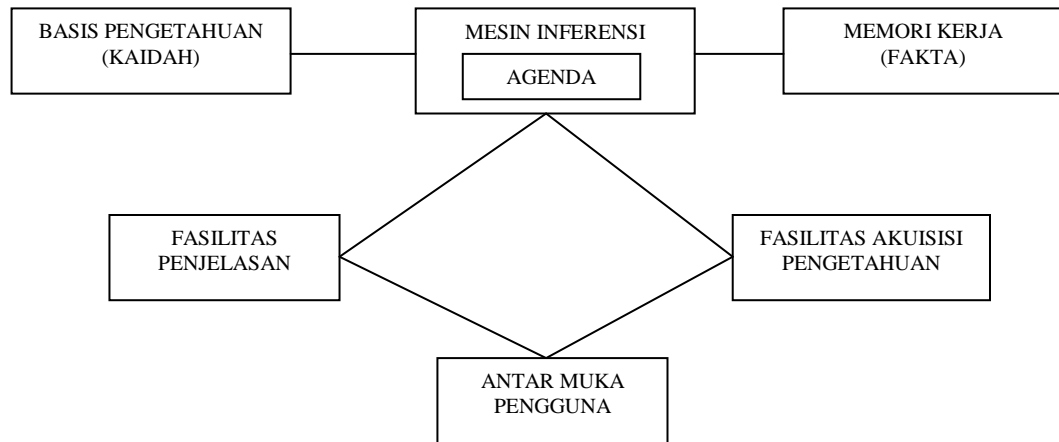 BASIS PENGETAHUAN
(KAIDAH)
MESIN INFERENSI
AGENDA
MEMORI KERJA
(FAKTA)
FASILITAS
PENJELASAN
FASILITAS AKUISISI
PENGETAHUAN
ANTAR MUKA
PENGGUNA